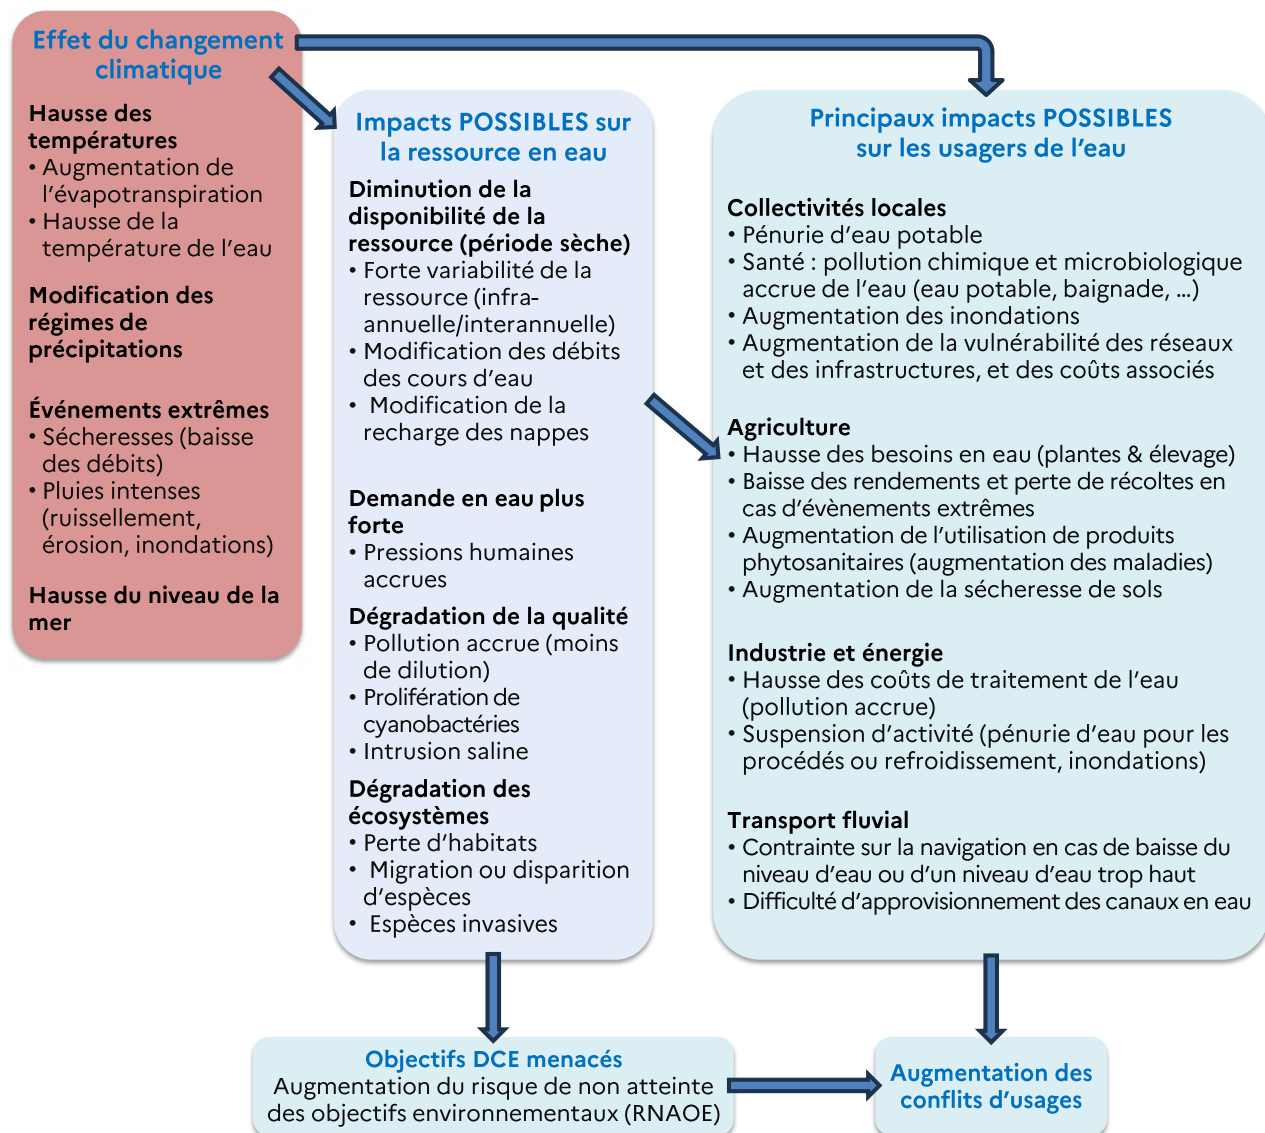 Effet du changement
climatique
Hausse des
températures
• Augmentation de
l’évapotranspiration
• Hausse de la
température de l’eau
Modification des
régimes de
précipitations
Événements extrêmes
• Sécheresses (baisse
des débits)
• Pluies intenses
(ruissellement,
érosion, inondations)
Hausse du niveau de la
mer
Impacts POSSIBLES sur
la ressource en eau
Diminution de la
disponibilité de la
ressource (période sèche)
• Forte variabilité de la
ressource (infra-
annuelle/interannuelle)
• Modification des débits
des cours d’eau
• Modification de la
recharge des nappes
Demande en eau plus
forte
• Pressions humaines
accrues
Dégradation de la qualité
• Pollution accrue (moins
de dilution)
• Prolifération de
cyanobactéries
• Intrusion saline
Dégradation des
écosystèmes
• Perte d’habitats
• Migration ou disparition
d’espèces
• Espèces invasives
Principaux impacts POSSIBLES
sur les usagers de l’eau
Collectivités locales
• Pénurie d’eau potable
• Santé : pollution chimique et microbiologique
accrue de l’eau (eau potable, baignade, ...)
• Augmentation des inondations
• Augmentation de la vulnérabilité des réseaux
et des infrastructures, et des coûts associés
Agriculture
• Hausse des besoins en eau (plantes & élevage)
• Baisse des rendements et perte de récoltes en
cas d’évènements extrêmes
• Augmentation de l’utilisation de produits
phytosanitaires (augmentation des maladies)
• Augmentation de la sécheresse de sols
Industrie et énergie
• Hausse des coûts de traitement de l’eau
(pollution accrue)
• Suspension d’activité (pénurie d’eau pour les
procédés ou refroidissement, inondations)
Transport fluvial
• Contrainte sur la navigation en cas de baisse du
niveau d’eau ou d’un niveau d’eau trop haut
• Difficulté d’approvisionnement des canaux en eau
Objectifs DCE menacés
Augmentation du risque de non atteinte
des objectifs environnementaux (RNAOE)
Augmentation des
conflits d’usages